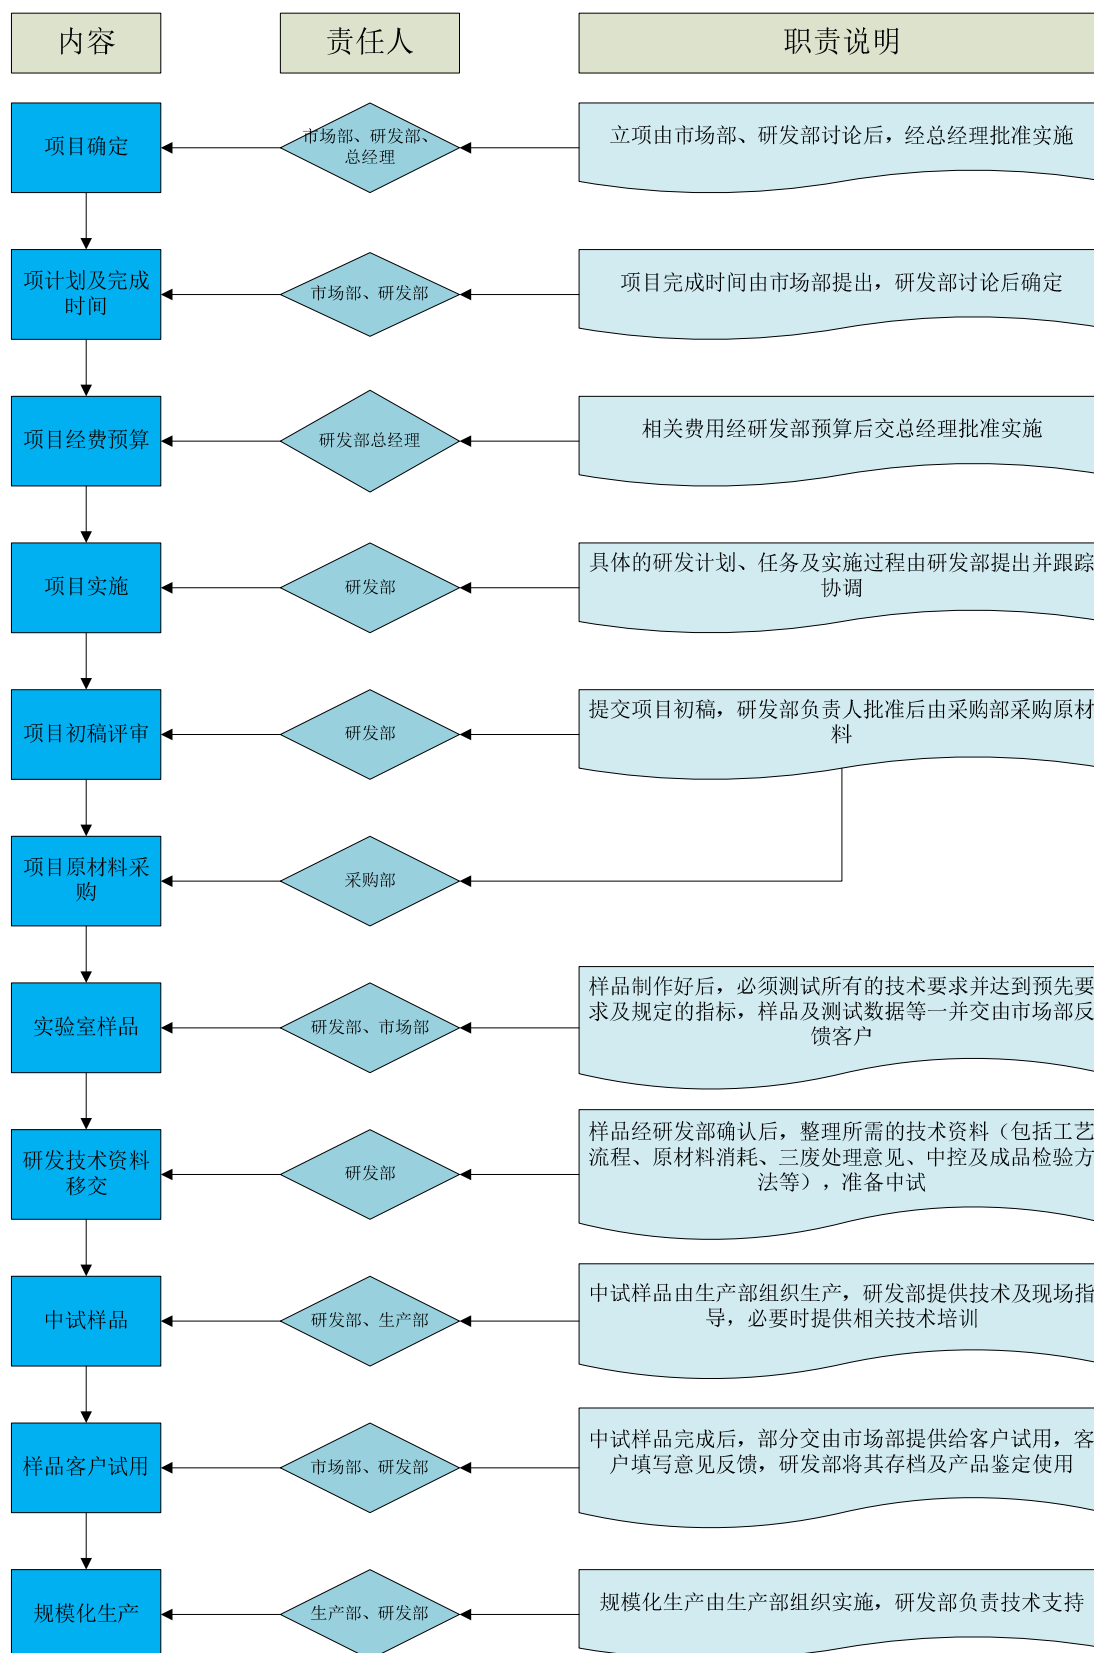 内容
责任人
职责说明
项目确定
市场部、研发部、
总经理
立项由市场部、研发部讨论后，经总经理批准实施
项计划及完成
时间
市场部、研发部
项目完成时间由市场部提出，研发部讨论后确定
项目经费预算
研发部总经理
相关费用经研发部预算后交总经理批准实施
项目实施
研发部
具体的研发计划、任务及实施过程由研发部提出并跟踪
协调
项目初稿评审
研发部
提交项目初稿，研发部负责人批准后由采购部采购原材
料
项目原材料采
购
采购部
实验室样品
研发部、市场部
样品制作好后，必须测试所有的技术要求并达到预先要
求及规定的指标，样品及测试数据等一并交由市场部反
馈客户
研发技术资料
移交
研发部
样品经研发部确认后，整理所需的技术资料（包括工艺
流程、原材料消耗、三废处理意见、中控及成品检验方
法等），准备中试
中试样品
研发部、生产部
中试样品由生产部组织生产，研发部提供技术及现场指
导，必要时提供相关技术培训
样品客户试用
市场部、研发部
中试样品完成后，部分交由市场部提供给客户试用，客
户填写意见反馈，研发部将其存档及产品鉴定使用
规模化生产
生产部、研发部
规模化生产由生产部组织实施，研发部负责技术支持